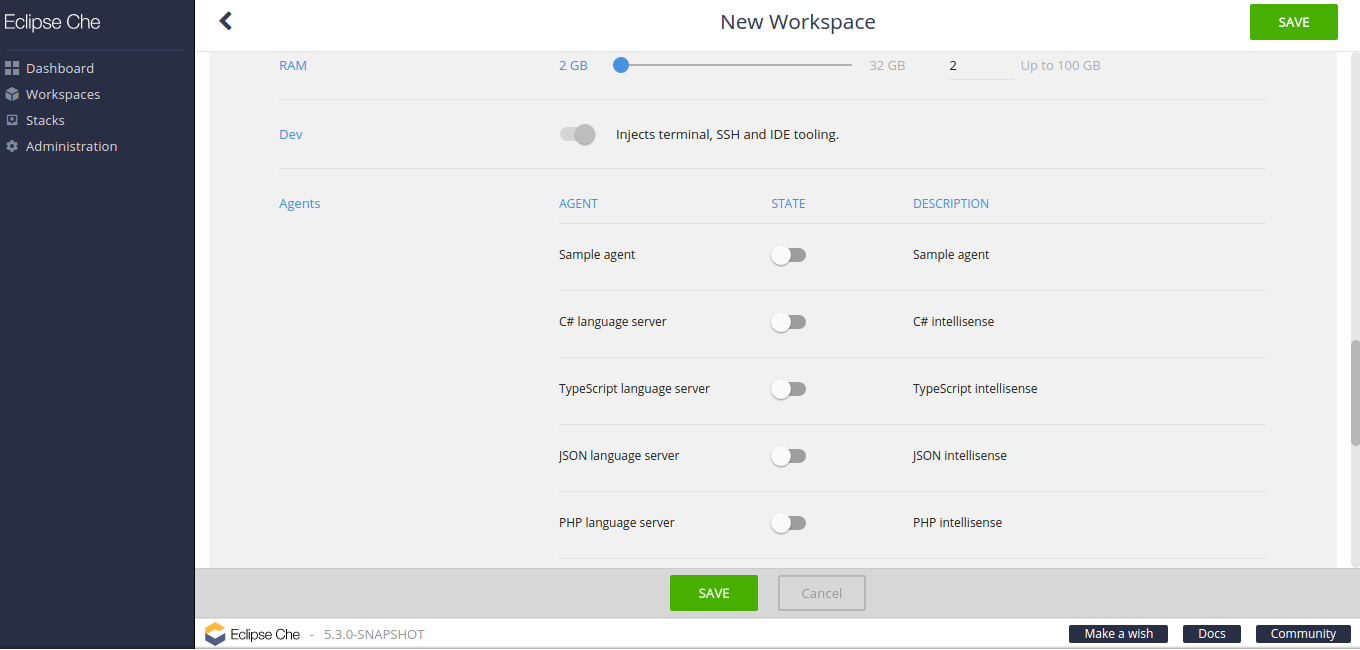 Eclipse Che
New Workspace
SAVE
Dashboard
Workspaces
Stacks
Administration
RAM 2 GB 32 GB 2 Up to 100 GB
Dev Injects terminal, SSH and IDE tooling.
Agents AGENT STATE DESCRIPTION
Sample agent Sample agent
C# language server C# intellisense
TypeScript language server TypeScript intellisense
JSON language server JSON intellisense
PHP language server PHP intellisense
SAVE Cancel
Eclipse Che - 5.3.0-SNAPSHOT Make a wish Docs Community